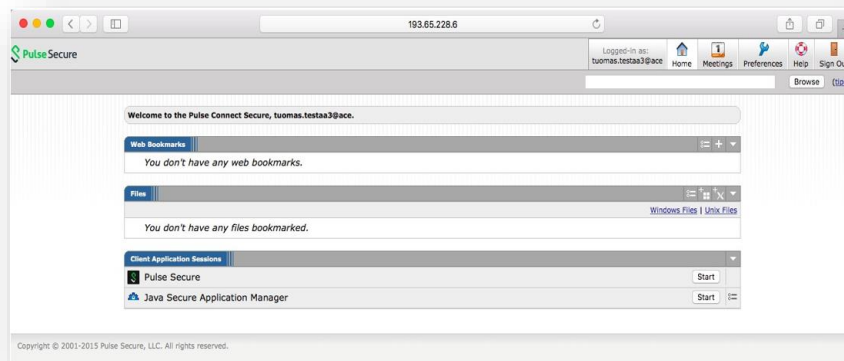 193.65.228.6
Pulse Secure
Logged-in as:
tuomas.testaa3@ace
Home
Meetings
Preferences
Help
Sign Ou
Browse
(tip
Welcome to the Pulse Connect Secure, tuomas.testaa3@ace.
Web Bookmarks
You don't have any web bookmarks.
Files
Windows Files | Unix Files
You don't have any files bookmarked.
Client Application Sessions
Pulse Secure
Start
Java Secure Application Manager
Start
Copyright © 2001-2015 Pulse Secure, LLC. All rights reserved.